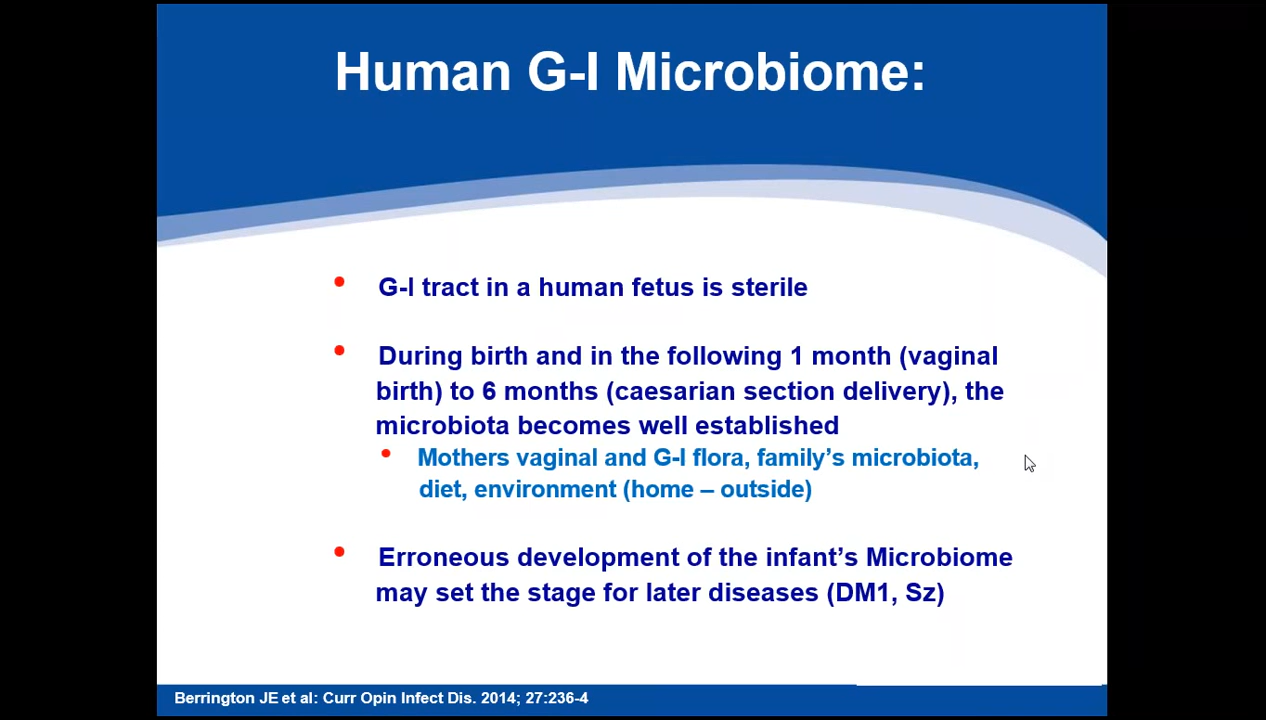 Human G-I Microbiome:
• G-I tract in a human fetus is sterile
• During birth and in the following 1 month (vaginal
birth) to 6 months (caesarian section delivery), the
microbiota becomes well established
• Mothers vaginal and G-I flora, family’s microbiota,
diet, environment (home – outside)
• Erroneous development of the infant’s Microbiome
may set the stage for later diseases (DM1, Sz)
Berrington JE et al: Curr Opin Infect Dis. 2014; 27:236-4